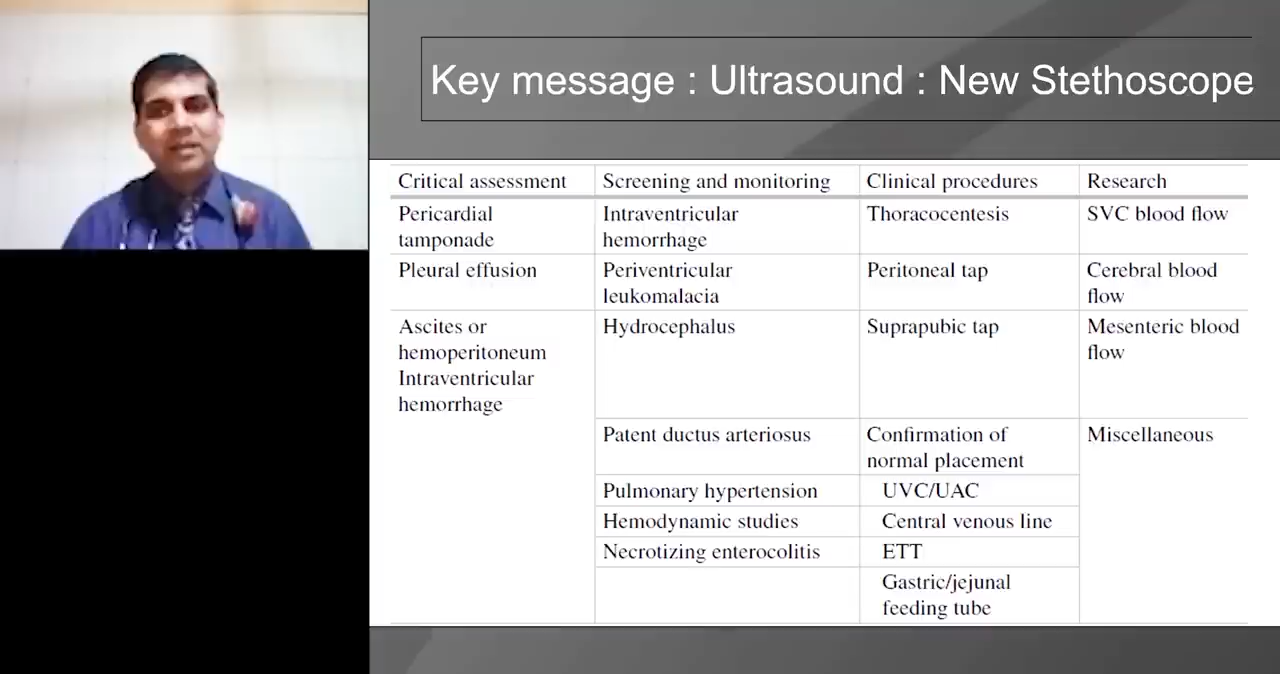 Key message : Ultrasound : New Stethoscope
Critical assessment
Screening and monitoring
Clinical procedures
Research
Pericardial
tamponade
Intraventricular
hemorrhage
Thoracocentesis
SVC blood flow
Pleural effusion
Periventricular
leukomalacia
Peritoneal tap
Cerebral blood
flow
Ascites or
hemoperitoneum
Intraventricular
hemorrhage
Hydrocephalus
Suprapubic tap
Mesenteric blood
flow
Patent ductus arteriosus
Confirmation of
normal placement
Miscellaneous
Pulmonary hypertension
UVC/UAC
Hemodynamic studies
Central venous line
Necrotizing enterocolitis
ETT
Gastric/jejunal
feeding tube